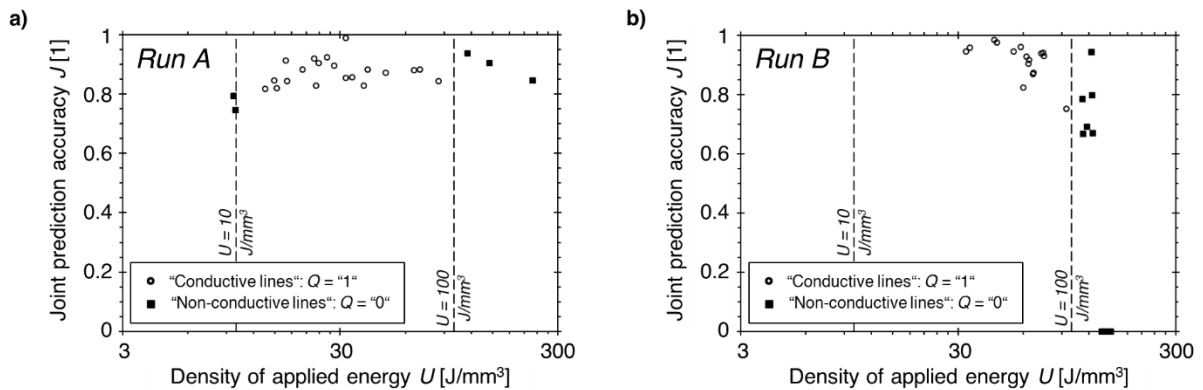 a)
Joint prediction accuracy J [1]
1
0.8
0.6
0.4
0.2
0
Run A
U = 10
J/mm³
U = 100
J/mm³
“Conductive lines“: Q = “1“
“Non-conductive lines“: Q = “0“
3
30
300
Density of applied energy U [J/mm³]
b)
Joint prediction accuracy J [1]
1
0.8
0.6
0.4
0.2
0
Run B
U = 10
J/mm³
U = 100
J/mm³
“Conductive lines“: Q = “1“
“Non-conductive lines“: Q = “0“
3
30
300
Density of applied energy U [J/mm³]